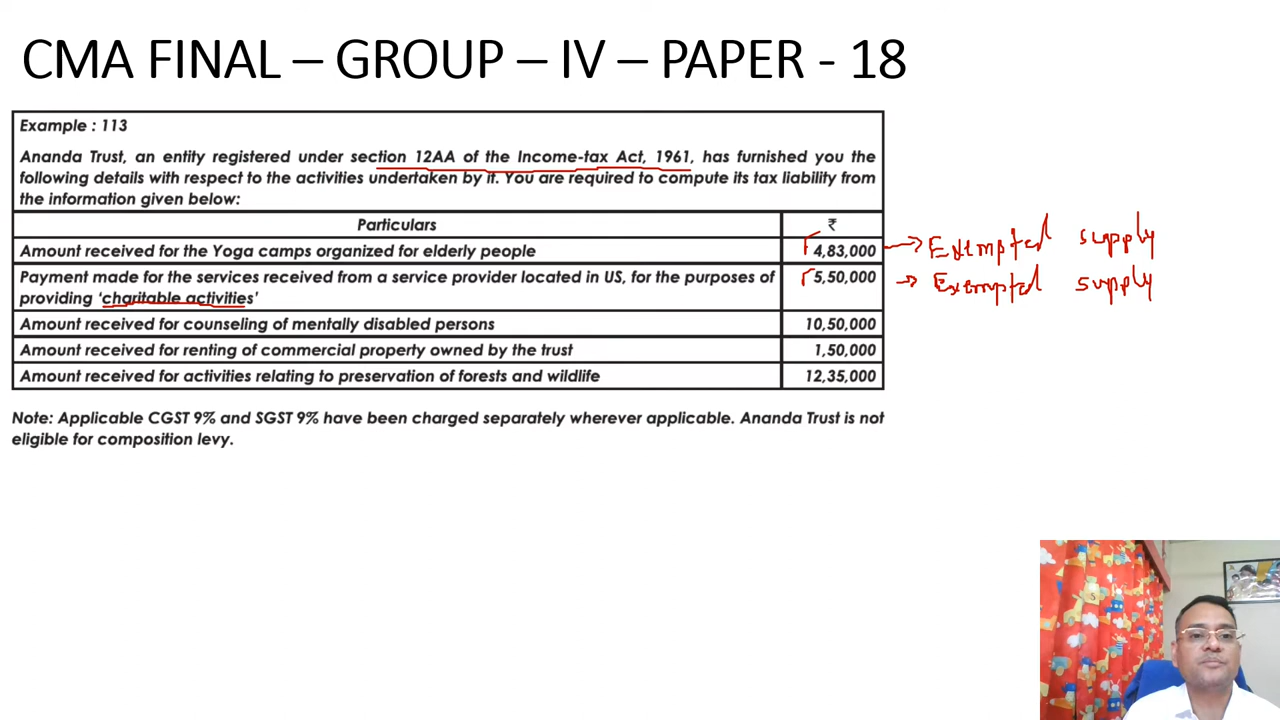 CMA FINAL – GROUP – IV – PAPER - 18
Example : 113
Ananda Trust, an entity registered under section 12AA of the Income-tax Act, 1961, has furnished you the
following details with respect to the activities undertaken by it. You are required to compute its tax liability from
the information given below:
Particulars ₹
Amount received for the Yoga camps organized for elderly people 4,83,000 → Exempted supply
Payment made for the services received from a service provider located in US, for the purposes of 5,50,000 → Exempted supply
providing ‘charitable activities’
Amount received for counseling of mentally disabled persons 10,50,000
Amount received for renting of commercial property owned by the trust 1,50,000
Amount received for activities relating to preservation of forests and wildlife 12,35,000
Note: Applicable CGST 9% and SGST 9% have been charged separately wherever applicable. Ananda Trust is not
eligible for composition levy.